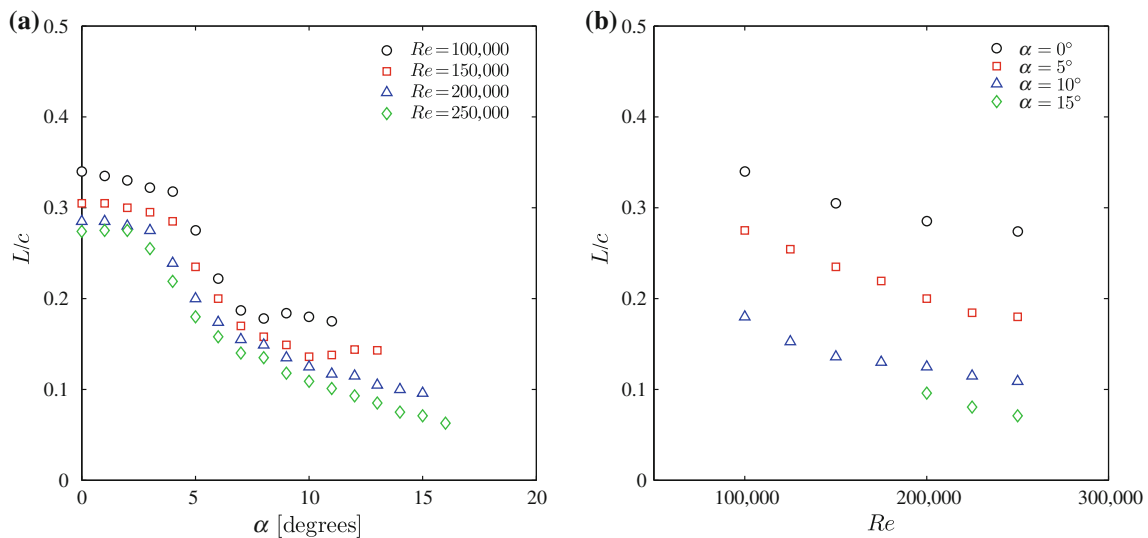 (a)
0.5
0.4
0.3
0.2
0.1
0
L/c
Re=100,000
Re=150,000
Re=200,000
Re=250,000
0
5
10
15
20
α [degrees]
(b)
0.5
0.4
0.3
0.2
0.1
0
L/c
α = 0°
α = 5°
α = 10°
α = 15°
100,000
200,000
300,000
Re